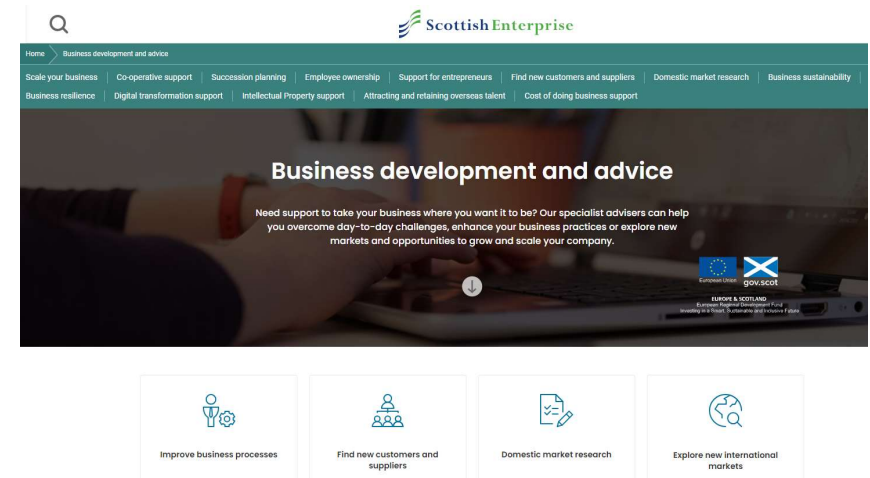 Scottish Enterprise
Home Business development and advice
Scale your business Co-operative support Succession planning Employee ownership Support for entrepreneurs Find new customers and suppliers Domestic market research Business sustainability
Business resilience Digital transformation support Intellectual Property support Attracting and retaining overseas talent Cost of doing business support
Business development and advice
Need support to take your business where you want it to be? Our specialist advisers can help
you overcome day-to-day challenges, enhance your business practices or explore new
markets and opportunities to grow and scale your company.
European Union gov.scot
EUROPE & SCOTLAND
European Regional Development Fund
Investing in a Smart, Sustainable and Inclusive Future
Improve business processes
Find new customers and
suppliers
Domestic market research
Explore new international
markets